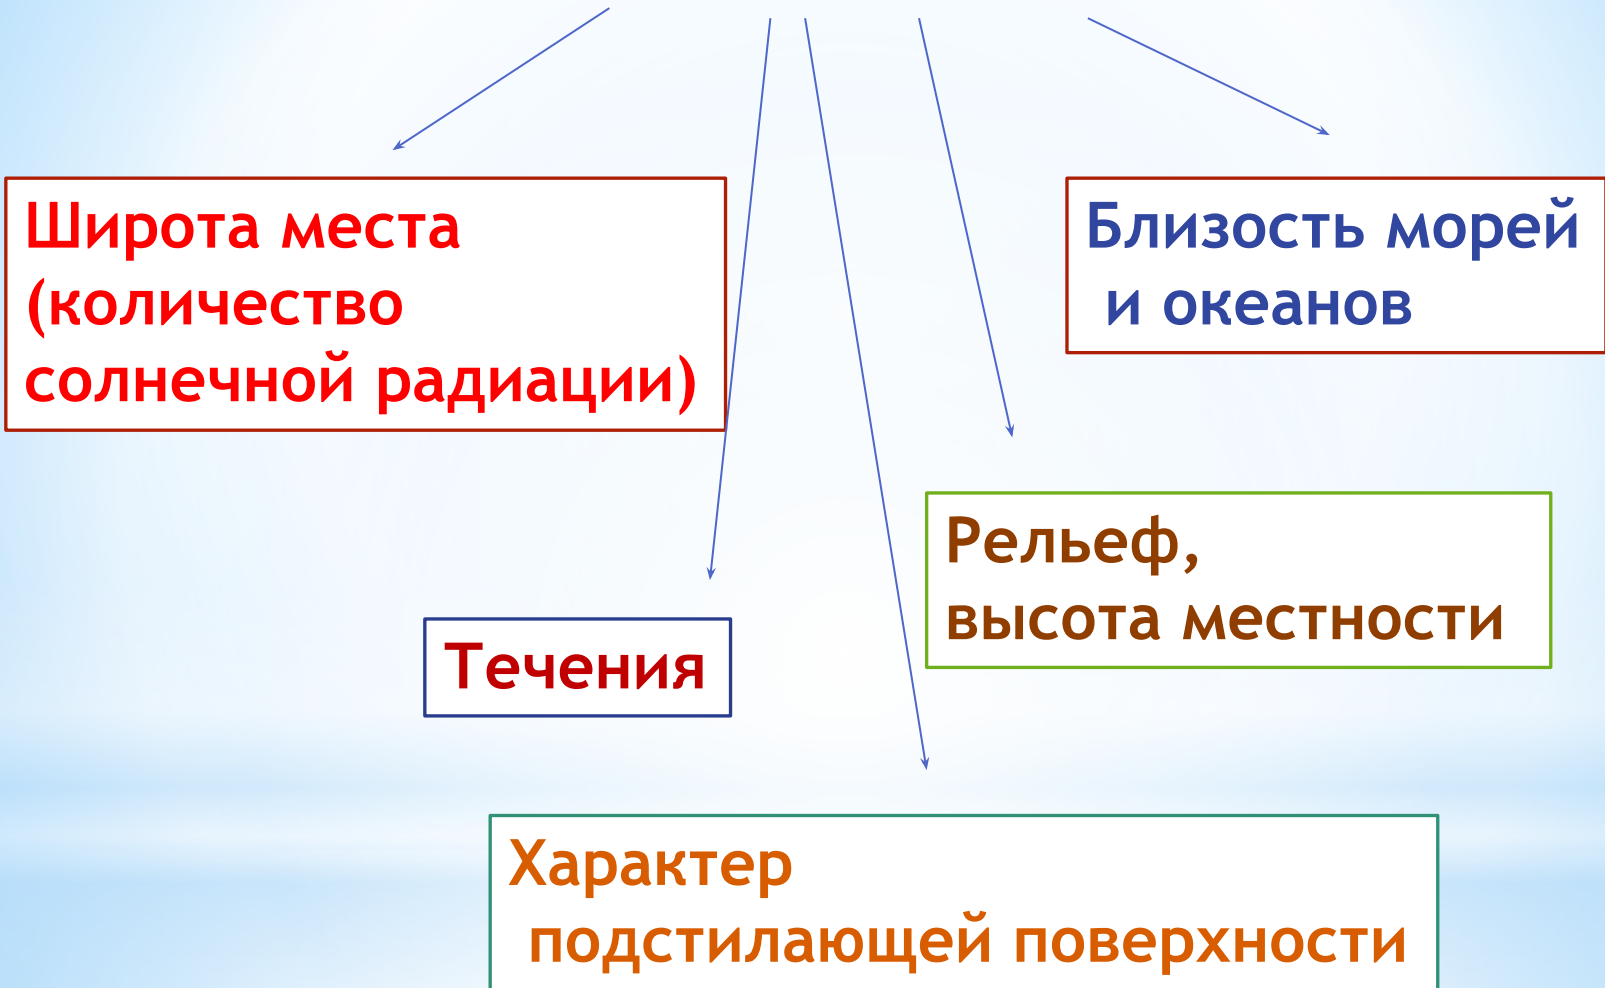 Широта места
(количество
солнечной радиации)
Близость морей
и океанов
Рельеф,
высота местности
Течения
Характер
подстилающей поверхности